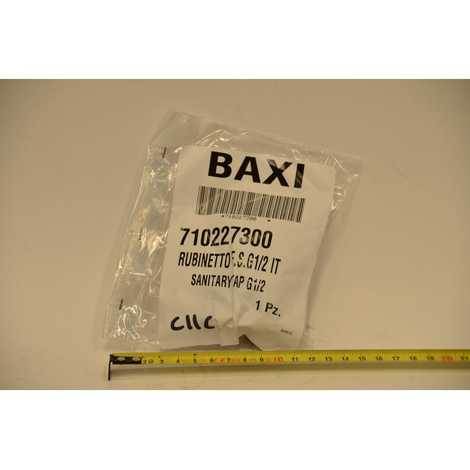 BAXI
710227300
RUBINETTO F.S.G1/2 IT
SANITARY AP G1/2
1 Pz.
C11C